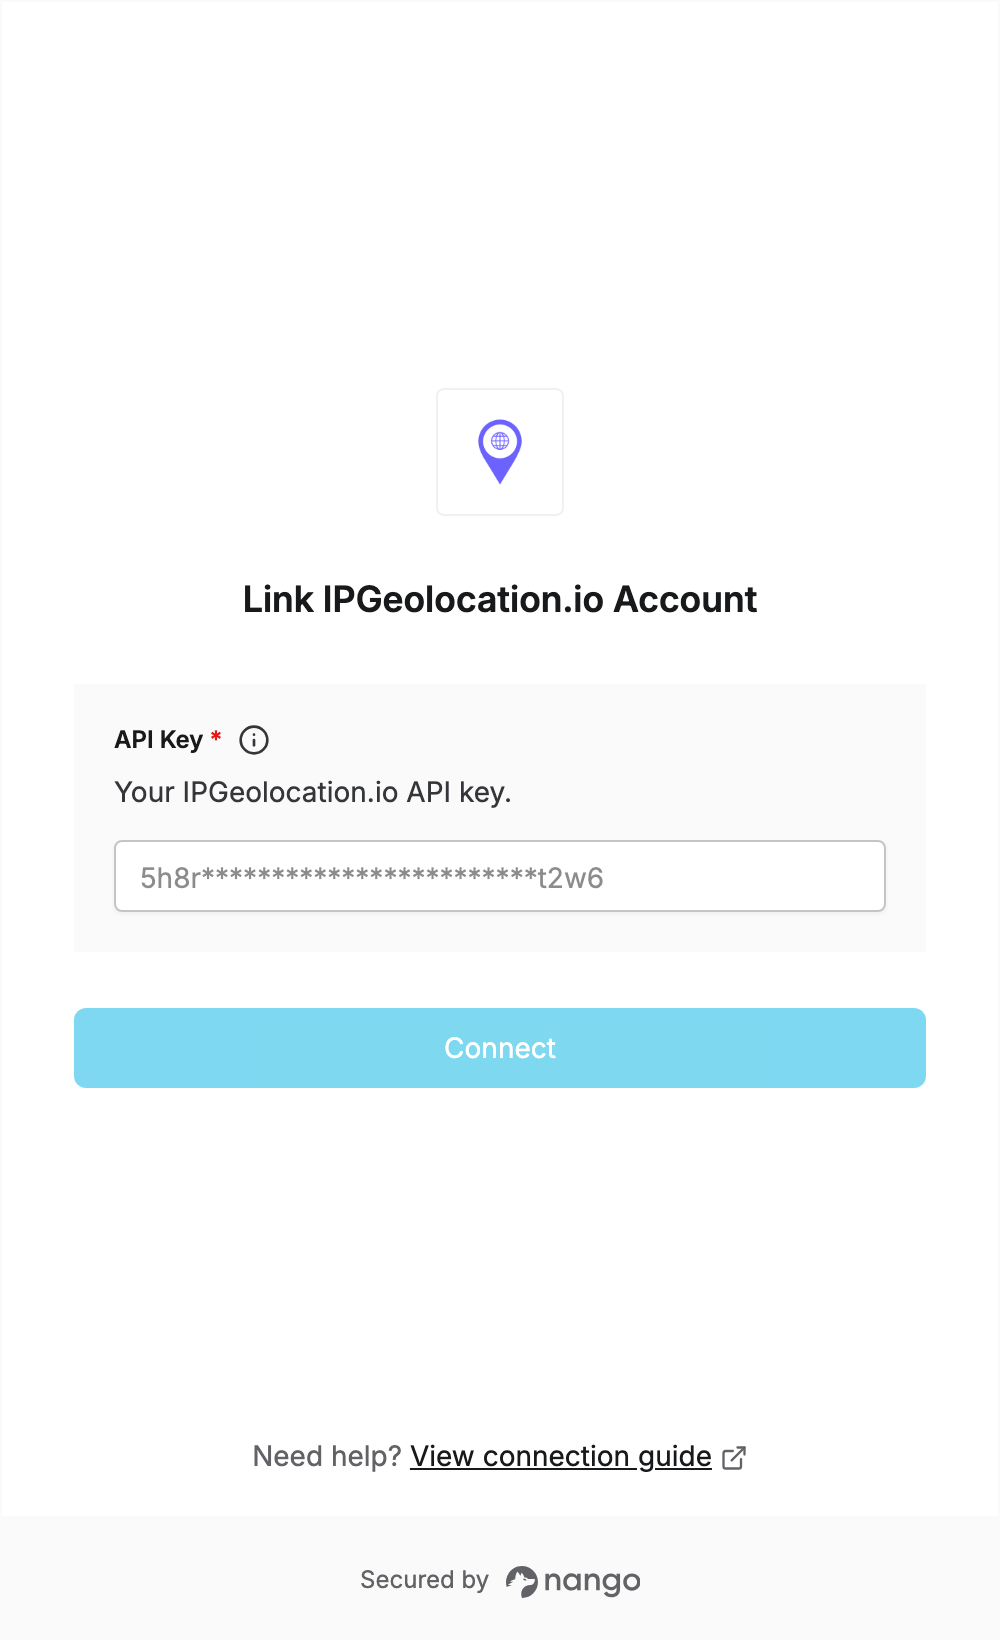 Link IPGeolocation.io Account
API Key *
Your IPGeolocation.io API key.
5h8r************************t2w6
Connect
Need help? View connection guide
Secured by nango